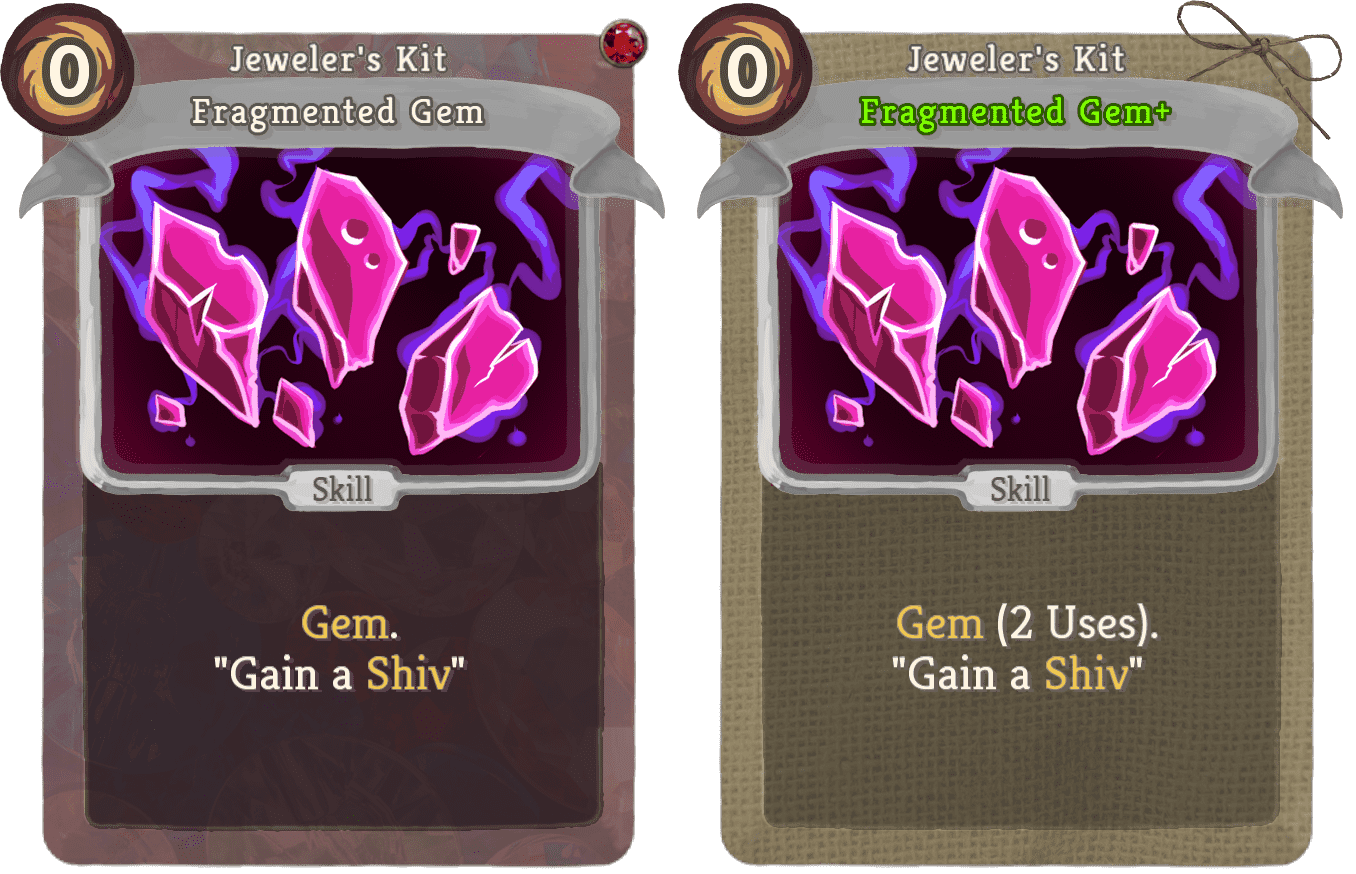 0
Jeweler's Kit
Fragmented Gem
Skill
Gem.
"Gain a Shiv"
0
Jeweler's Kit
Fragmented Gem+
Skill
Gem (2 Uses).
"Gain a Shiv"